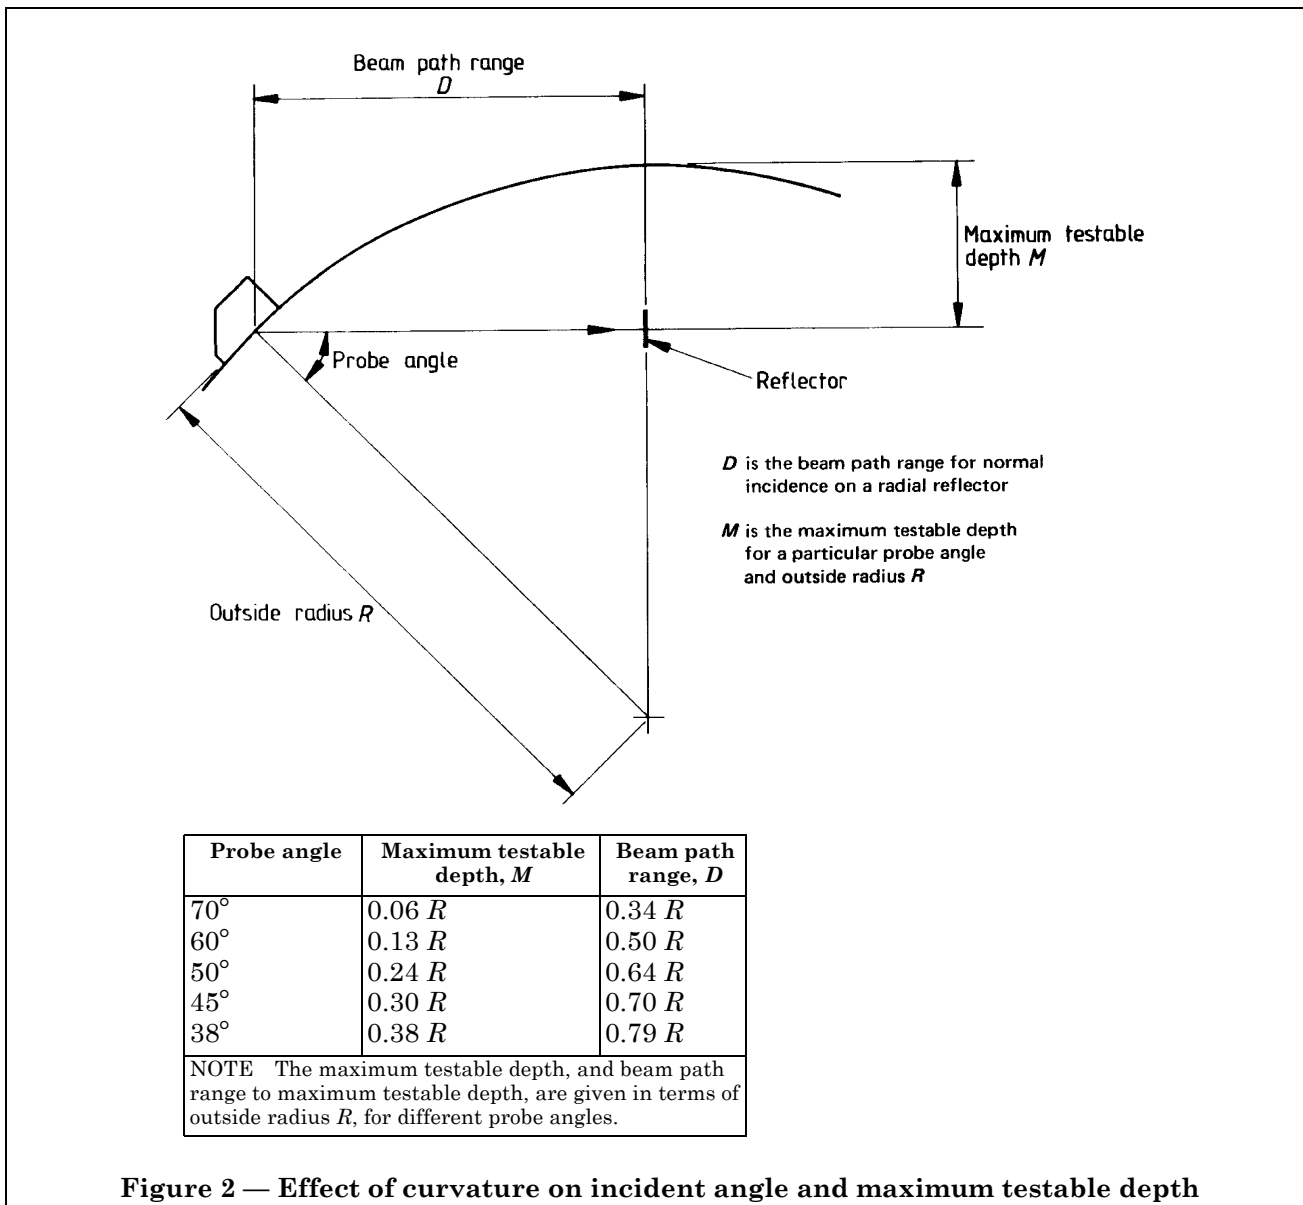 Beam path range
D
Maximum testable
depth M
Probe angle
Reflector
D is the beam path range for normal
incidence on a radial reflector
M is the maximum testable depth
for a particular probe angle
and outside radius R
Outside radius R
Probe angle Maximum testable depth, M Beam path range, D
70° 0.06 R 0.34 R
60° 0.13 R 0.50 R
50° 0.24 R 0.64 R
45° 0.30 R 0.70 R
38° 0.38 R 0.79 R
NOTE The maximum testable depth, and beam path
range to maximum testable depth, are given in terms of
outside radius R, for different probe angles.
Figure 2 — Effect of curvature on incident angle and maximum testable depth